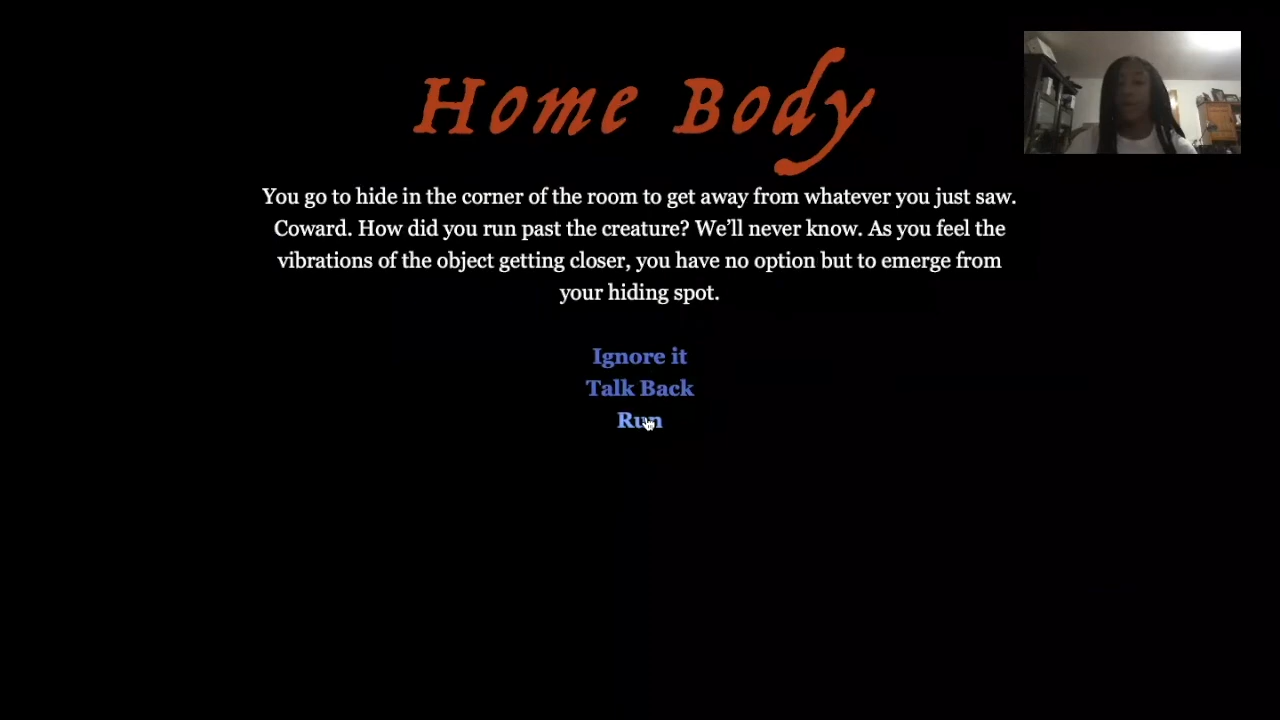 Home Body
You go to hide in the corner of the room to get away from whatever you just saw.
Coward. How did you run past the creature? We’ll never know. As you feel the
vibrations of the object getting closer, you have no option but to emerge from
your hiding spot.
Ignore it
Talk Back
Run